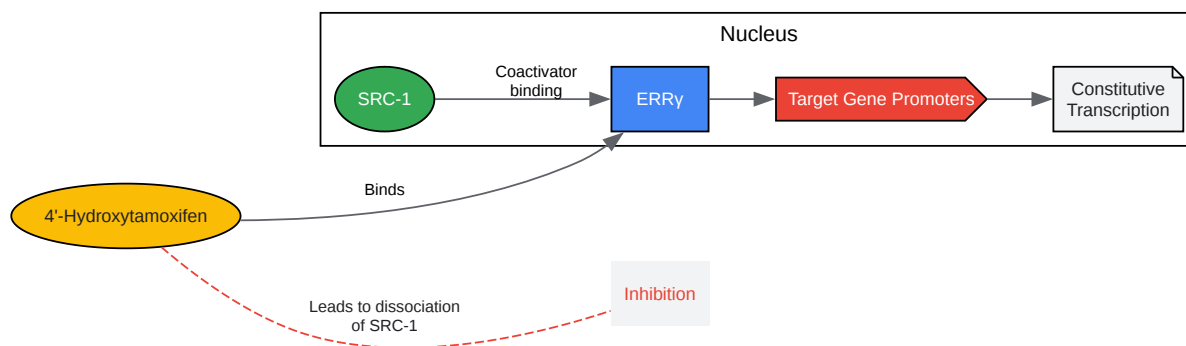 Nucleus
SRC-1
Coactivator
binding
ERRγ
Target Gene Promoters
Constitutive
Transcription
Binds
4'-Hydroxytamoxifen
Leads to dissociation
of SRC-1
Inhibition